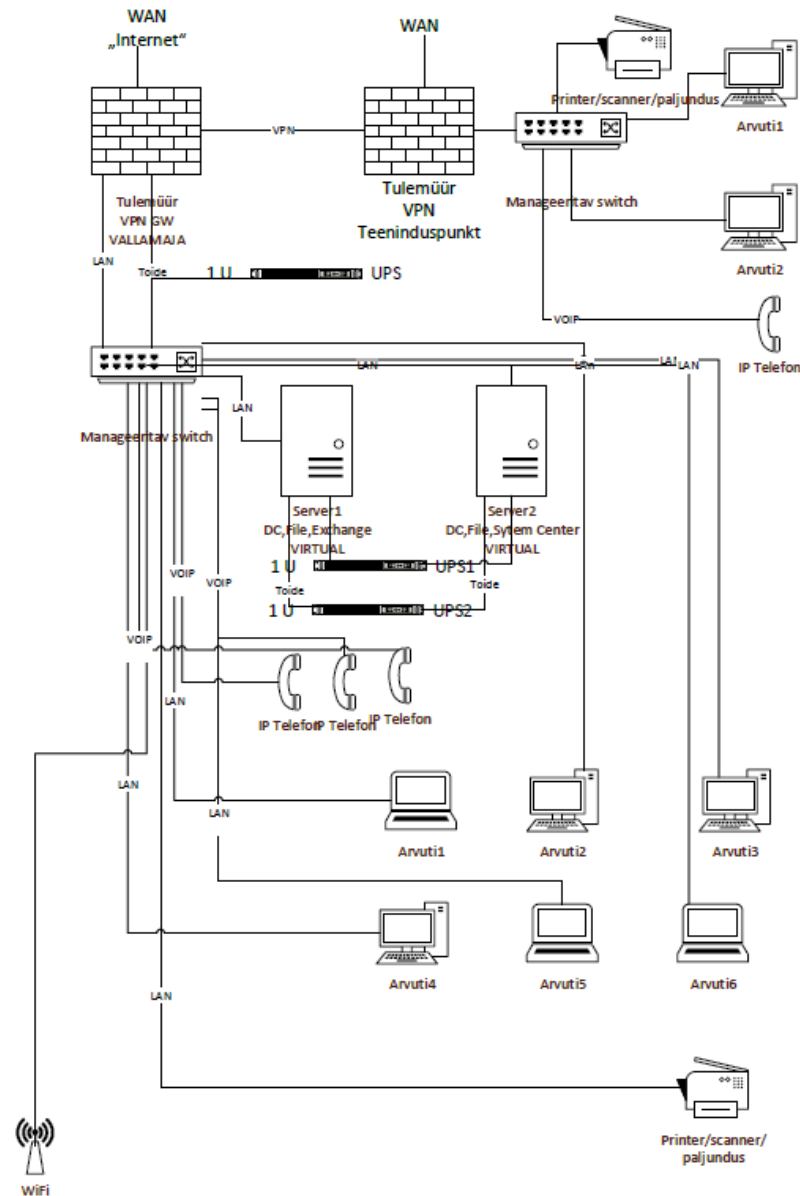 WAN
„Internet“
WAN
Printer/scanner/paljundus
Arvuti1
VPN
Tulemüür
VPN GW
VALLAMAJA
Tulemüür
VPN
Teeninduspunkt
Manageeritav switch
Arvuti2
LAN
Toide
1 U
UPS
VOIP
IP Telefon
LAN
LAN
LAN
LAN
LAN
Manageeritav switch
Server1
DC,File,Exchange
VIRTUAL
Server2
DC,File,Sytem Center
VIRTUAL
1 U
UPS1
VOIP
VOIP
Toide
Toide
1 U
UPS2
VOIP
IP Telefon
IP Telefon
IP Telefon
LAN
LAN
LAN
Arvuti1
Arvuti2
Arvuti3
Arvuti4
Arvuti5
Arvuti6
LAN
Printer/scanner/
paljundus
WiFi